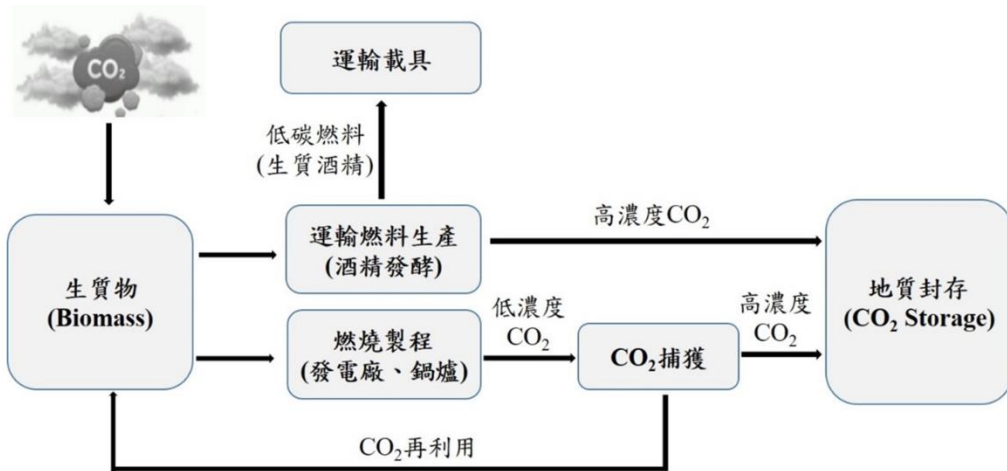 CO₂
運輸載具
低碳燃料
(生質酒精)
生質物
(Biomass)
運輸燃料生產
(酒精發酵)
高濃度CO₂
地質封存
(CO₂ Storage)
燃燒製程
(發電廠、鍋爐)
低濃度
CO₂
CO₂捕獲
高濃度
CO₂
CO₂再利用